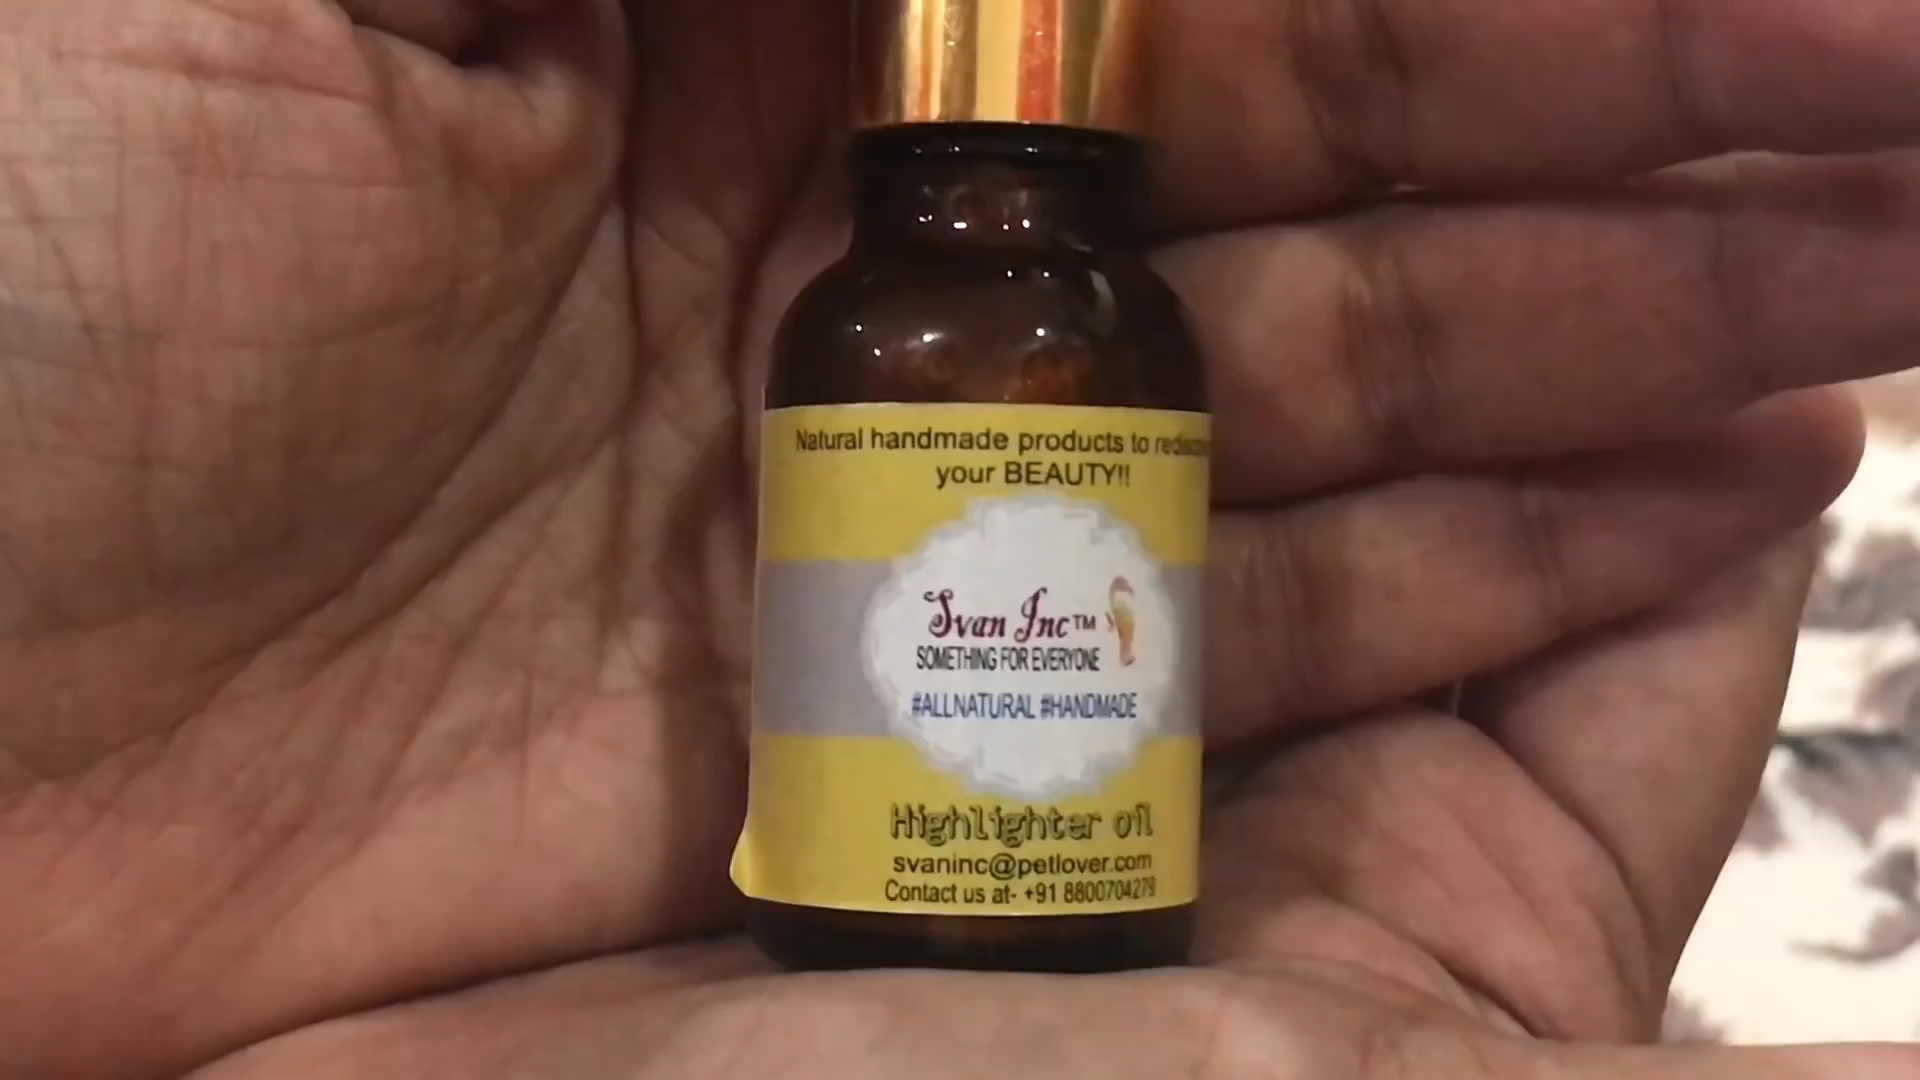 Natural handmade products to
your BEAUTY!!
Svan Inc™
SOMETHING FOR EVERYONE
#ALLNATURAL #HANDMADE
Highlighter oil
svaninc@petlover.com
Contact us at- +91 8800704279